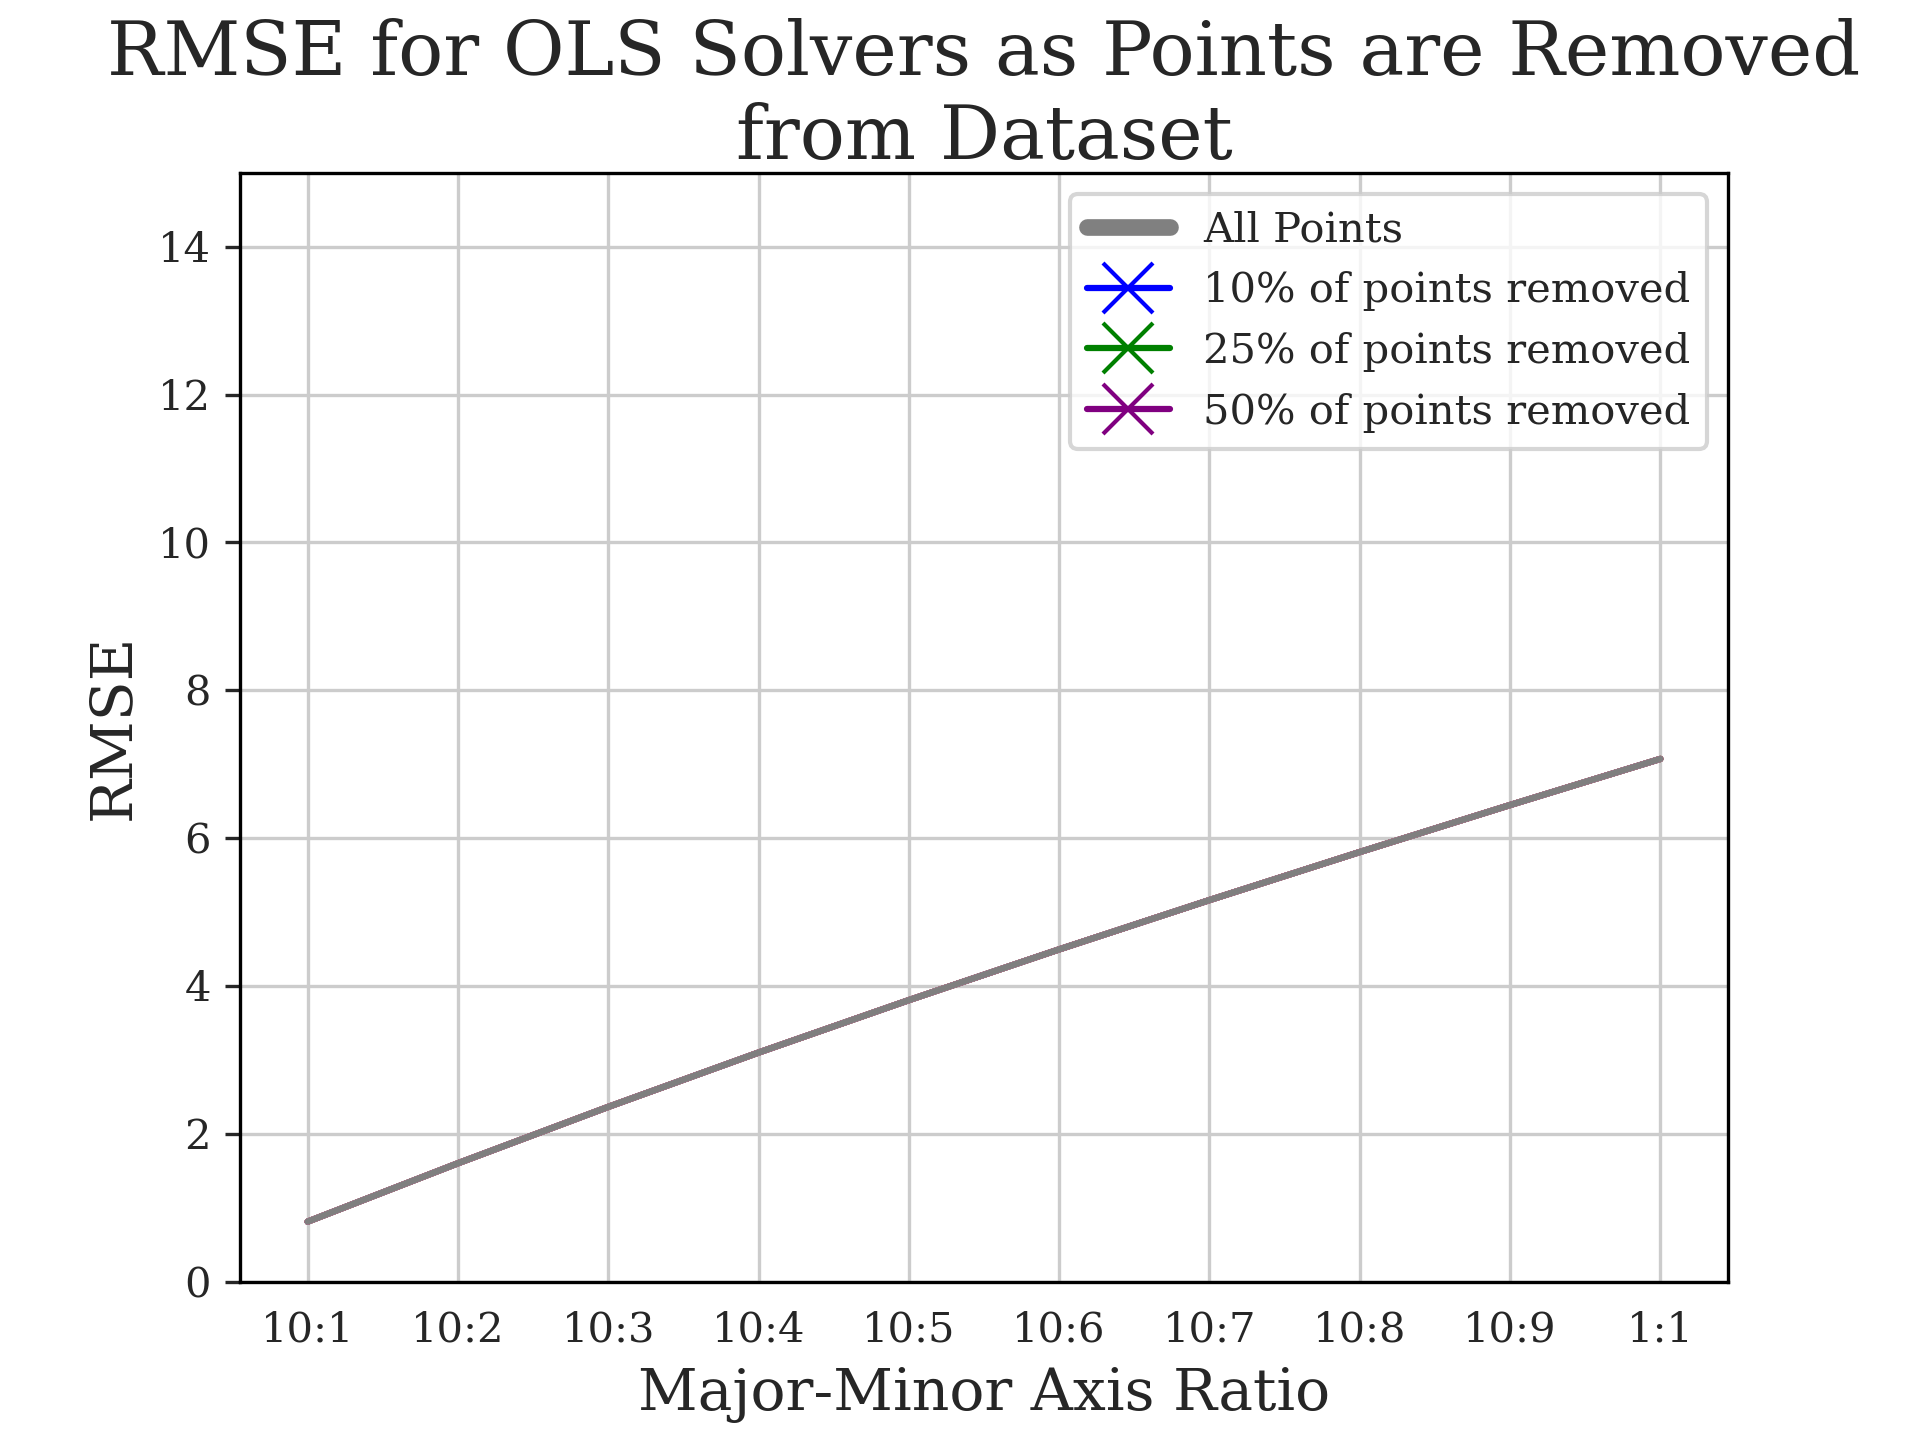 RMSE for OLS Solvers as Points are Removed
from Dataset
All Points
10% of points removed
25% of points removed
50% of points removed
14
12
10
8
6
4
2
0
RMSE
10:1 10:2 10:3 10:4 10:5 10:6 10:7 10:8 10:9 1:1
Major-Minor Axis Ratio